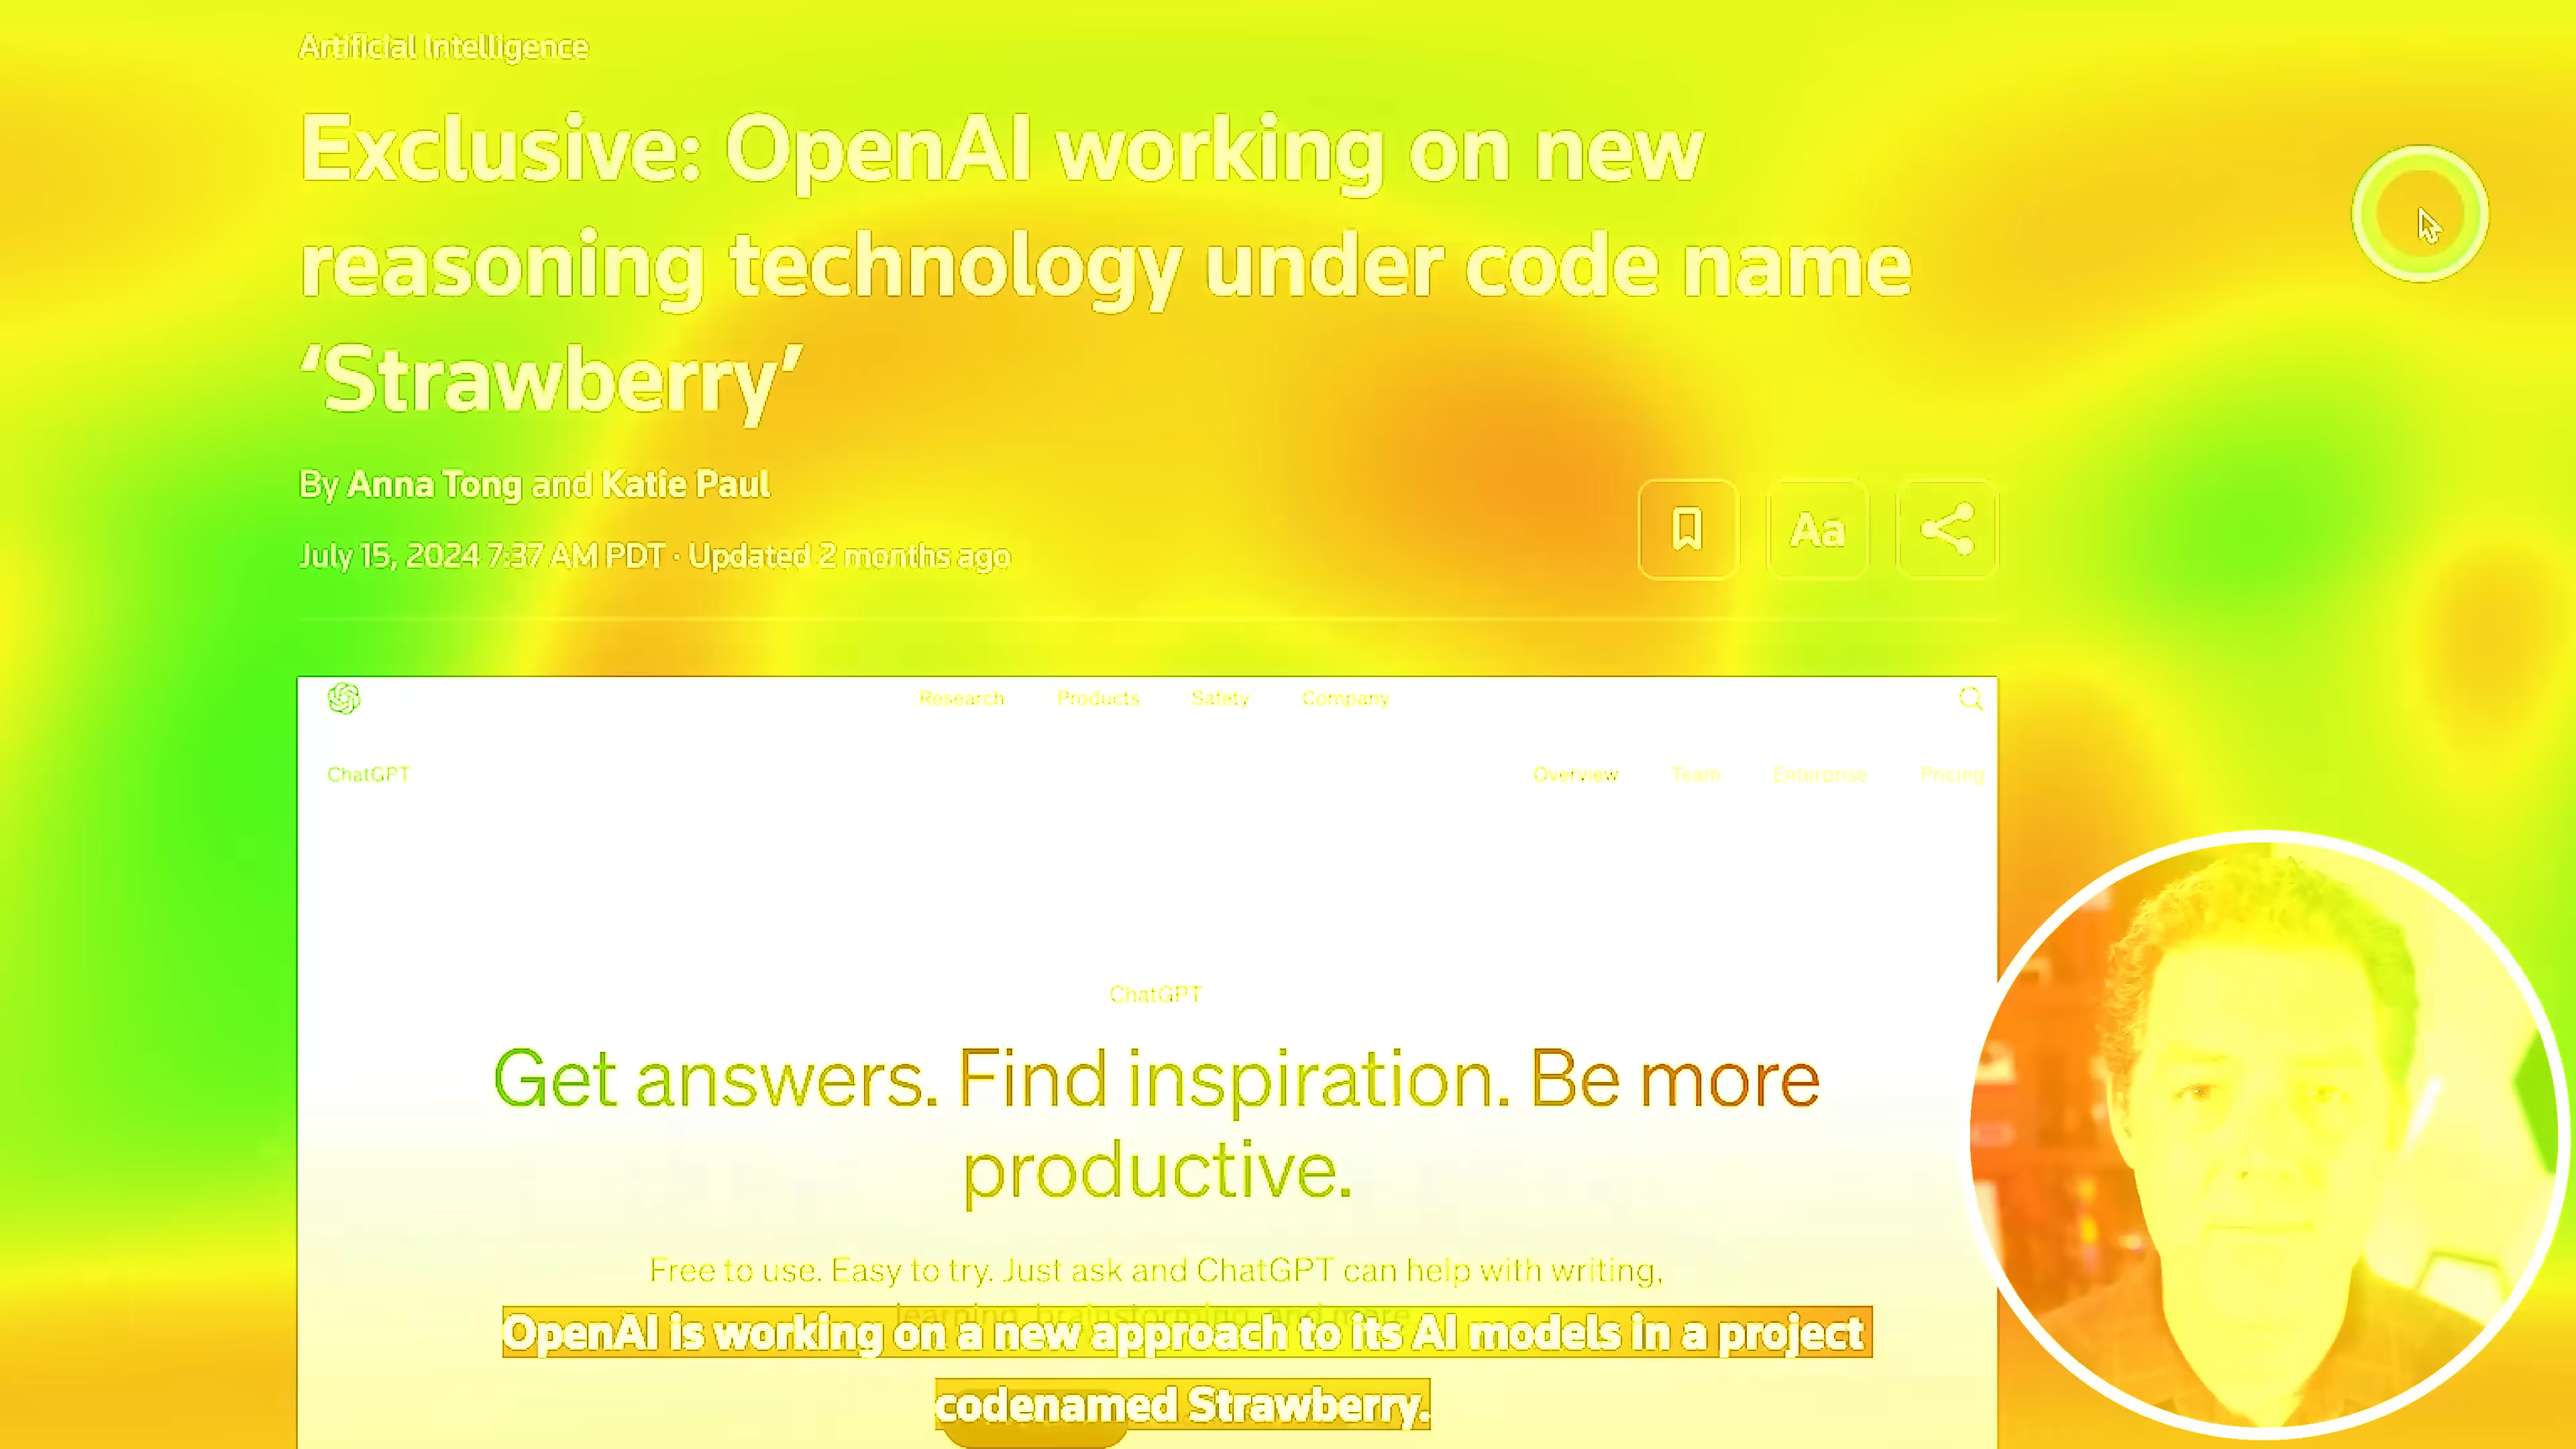 Artificial Intelligence
Exclusive: OpenAI working on new
reasoning technology under code name
‘Strawberry’
By Anna Tong and Katie Paul
July 15, 2024 7:37 AM PDT · Updated 2 months ago
Aa
Research Products Safety Company
ChatGPT Overview Team Enterprise Pricing
ChatGPT
Get answers. Find inspiration. Be more
productive.
Free to use. Easy to try. Just ask and ChatGPT can help with writing,
learning, brainstorming, and more
OpenAI is working on a new approach to its AI models in a project
codenamed Strawberry.